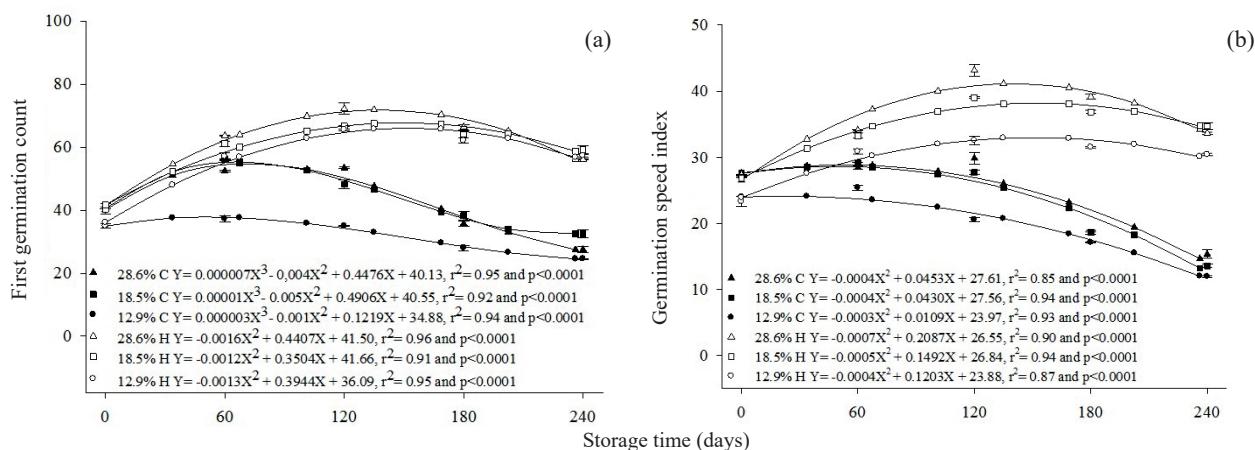 (a)
First germination count
100
80
60
40
20
0
28.6% C Y= 0.000007X3 - 0,004X2 + 0.4476X + 40.13, r2= 0.95 and p<0.0001
18.5% C Y= 0.00001X3 - 0.005X2 + 0.4906X + 40.55, r2= 0.92 and p<0.0001
12.9% C Y= 0.000003X3 - 0.001X2 + 0.1219X + 34.88, r2= 0.94 and p<0.0001
28.6% H Y= -0.0016X2 + 0.4407X + 41.50, r2= 0.96 and p<0.0001
18.5% H Y= -0.0012X2 + 0.3504X + 41.66, r2= 0.91 and p<0.0001
12.9% H Y= -0.0013X2 + 0.3944X + 36.09, r2= 0.95 and p<0.0001
0 60 120 180 240
(b)
Germination speed index
50
40
30
20
10
0
28.6% C Y= -0.0004X2 + 0.0453X + 27.61, r2= 0.85 and p<0.0001
18.5% C Y= -0.0004X2 + 0.0430X + 27.56, r2= 0.94 and p<0.0001
12.9% C Y= -0.0003X2 + 0.0109X + 23.97, r2= 0.93 and p<0.0001
28.6% H Y= -0.0007X2 + 0.2087X + 26.55, r2= 0.90 and p<0.0001
18.5% H Y= -0.0005X2 + 0.1492X + 26.84, r2= 0.94 and p<0.0001
12.9% H Y= -0.0004X2 + 0.1203X + 23.88, r2= 0.87 and p<0.0001
0 60 120 180 240
Storage time (days)